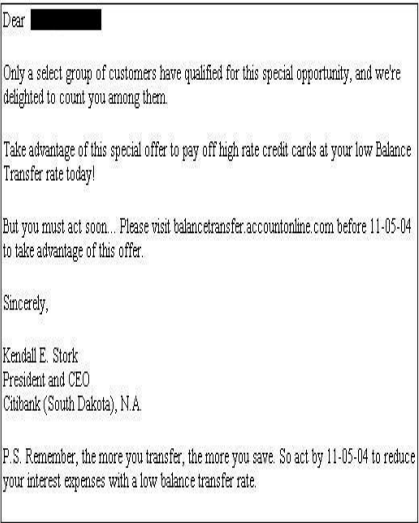 Dear
Only a select group of customers have qualified for this special opportunity, and we're
delighted to count you among them.
Take advantage of this special offer to pay off high rate credit cards at your low Balance
Transfer rate today!
But you must act soon... Please visit balancetransfer.accountonline.com before 11-05-04
to take advantage of this offer.
Sincerely,
Kendall E. Stork
President and CEO
Citibank (South Dakota), N.A.
P.S. Remember, the more you transfer, the more you save. So act by 11-05-04 to reduce
your interest expenses with a low balance transfer rate.